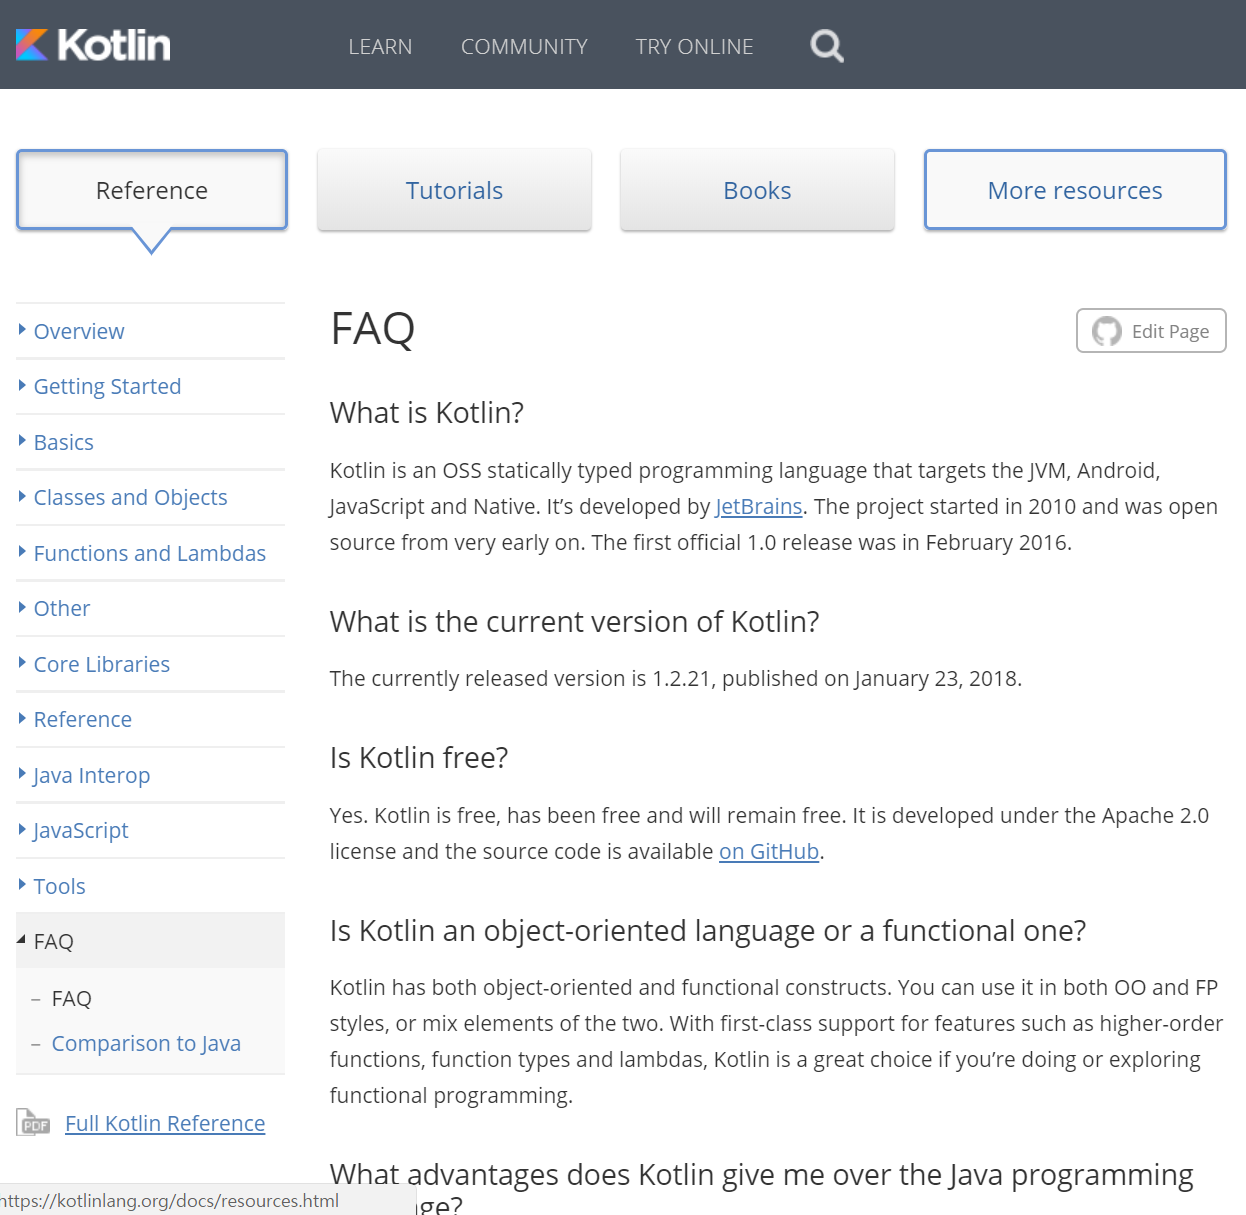 Kotlin
LEARN
COMMUNITY
TRY ONLINE
Reference
Tutorials
Books
More resources
Overview
Getting Started
Basics
Classes and Objects
Functions and Lambdas
Other
Core Libraries
Reference
Java Interop
JavaScript
Tools
FAQ
– FAQ
– Comparison to Java
PDF
Full Kotlin Reference
FAQ
Edit Page
What is Kotlin?
Kotlin is an OSS statically typed programming language that targets the JVM, Android,
JavaScript and Native. It’s developed by JetBrains. The project started in 2010 and was open
source from very early on. The first official 1.0 release was in February 2016.
What is the current version of Kotlin?
The currently released version is 1.2.21, published on January 23, 2018.
Is Kotlin free?
Yes. Kotlin is free, has been free and will remain free. It is developed under the Apache 2.0
license and the source code is available on GitHub.
Is Kotlin an object-oriented language or a functional one?
Kotlin has both object-oriented and functional constructs. You can use it in both OO and FP
styles, or mix elements of the two. With first-class support for features such as higher-order
functions, function types and lambdas, Kotlin is a great choice if you’re doing or exploring
functional programming.
What advantages does Kotlin give me over the Java programming
https://kotlinlang.org/docs/resources.html